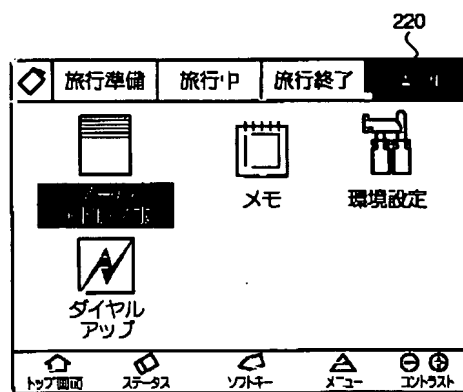 220
旅行準備 旅行中 旅行終了
メモ 環境設定
ダイヤル
アップ
トップ画面 ステータス ソフトキー メニュー コントラスト